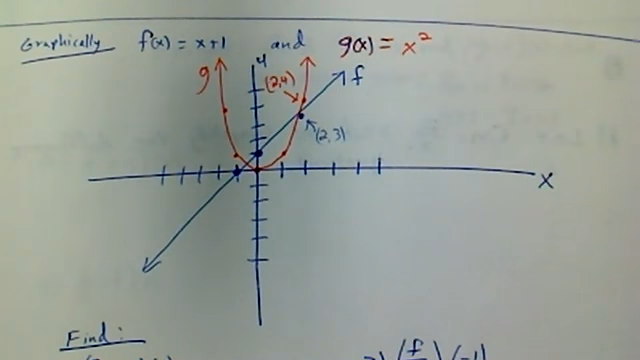 Graphically f(x) = x+1 and g(x) = x²
y
g (2,4) f
(2,3)
x
Find: